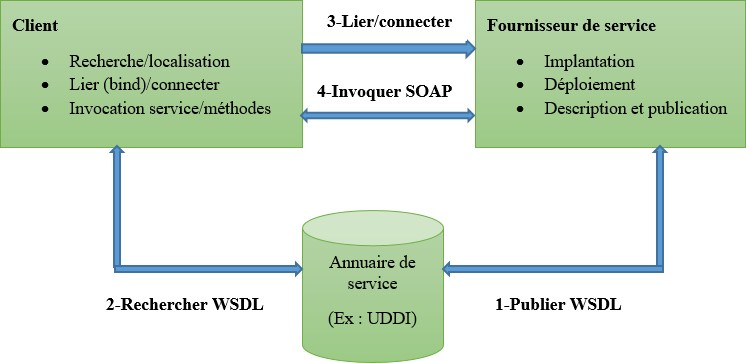 3-Lier/connecter
Client
• Recherche/localisation
• Lier (bind)/connecter
• Invocation service/méthodes
Fournisseur de service
• Implantation
• Déploiement
• Description et publication
4-Invoquer SOAP
Annuaire de
service
(Ex : UDDI)
2-Rechercher WSDL
1-Publier WSDL